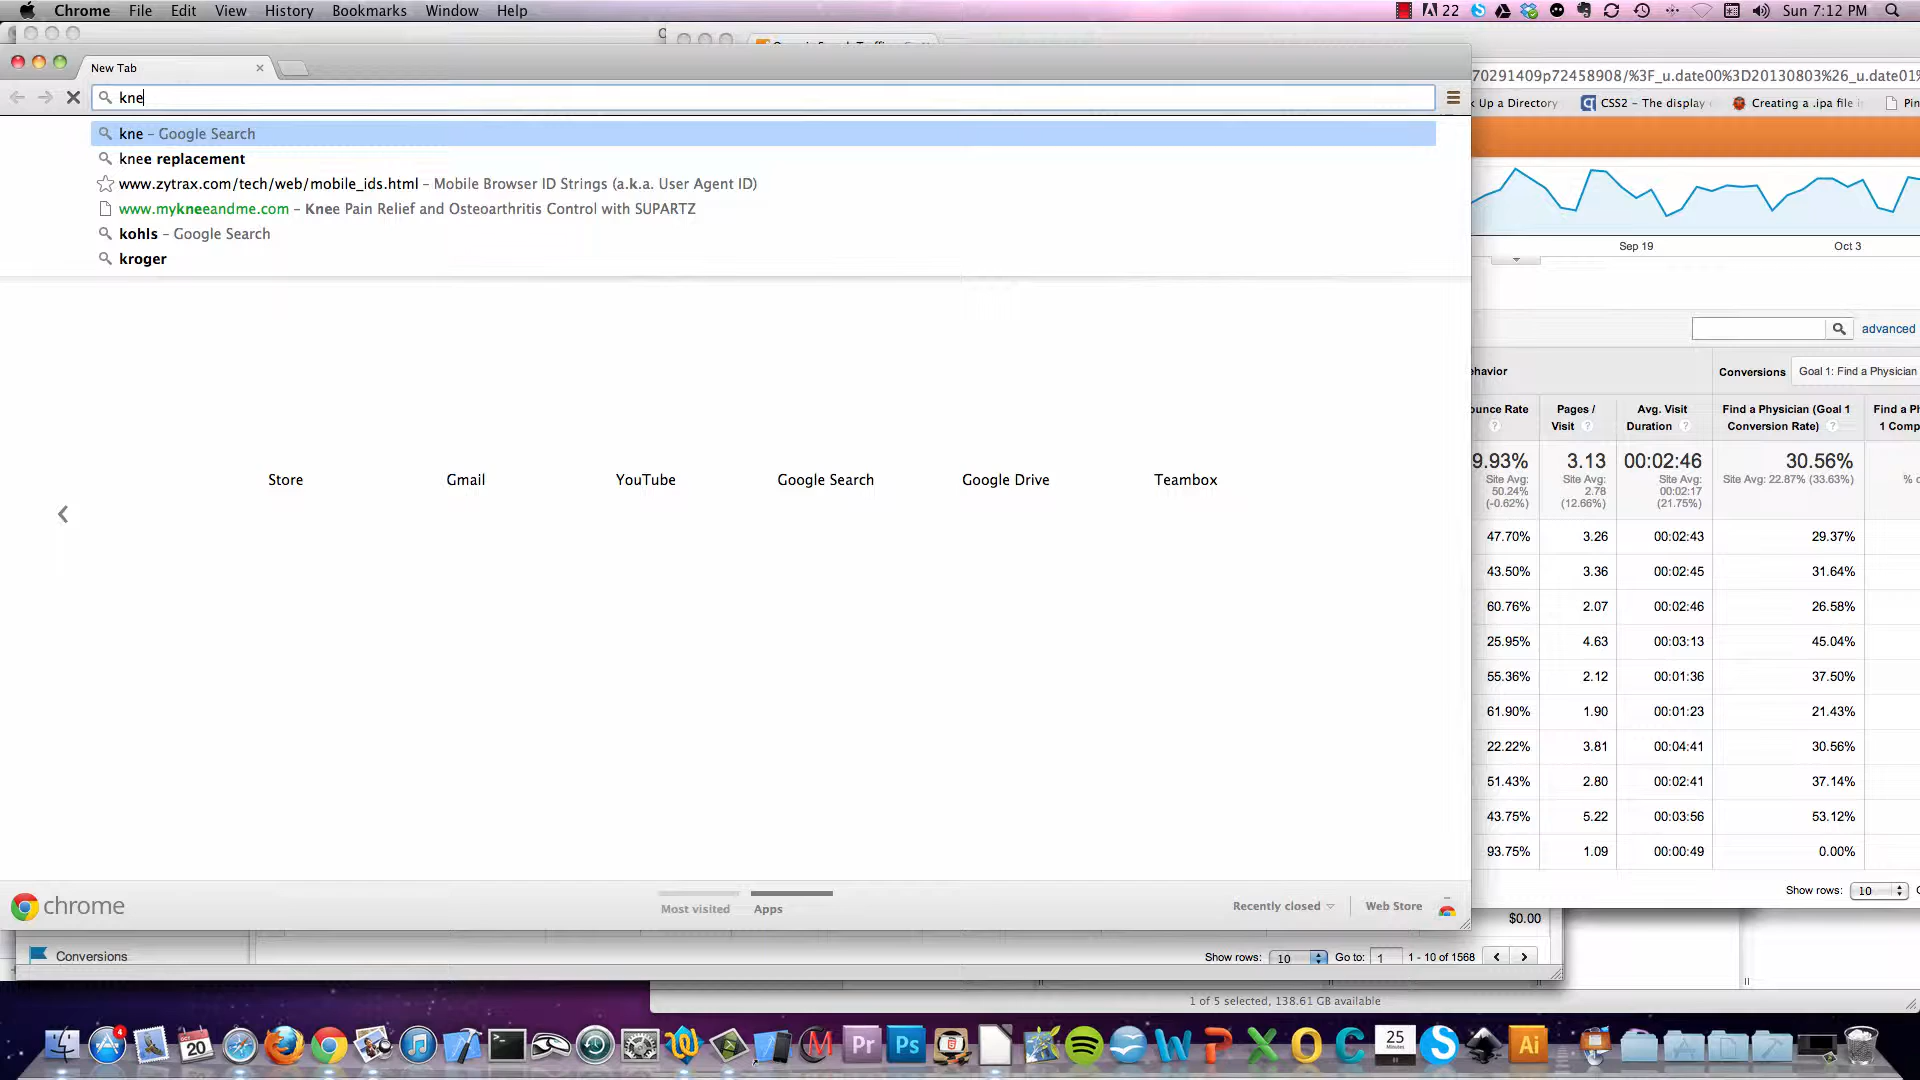 Chrome File Edit View History Bookmarks Window Help
22 Sun 7:12 PM
New Tab
70291409p72458908/%3F_u.date00%3D20130803%26_u.date01%
kne
Up a Directory CSS2 - The display Creating a .ipa file i Pin
kne – Google Search
knee replacement
www.zytrax.com/tech/web/mobile_ids.html – Mobile Browser ID Strings (a.k.a. User Agent ID)
www.mykneeandme.com – Knee Pain Relief and Osteoarthritis Control with SUPARTZ
kohls – Google Search
kroger
Sep 19 Oct 3
advanced
ehavior Conversions Goal 1: Find a Physician
ounce Rate Pages / Visit Avg. Visit Duration Find a Physician (Goal 1 Conversion Rate) Find a Ph 1 Comp
9.93% 3.13 00:02:46 30.56%
Site Avg: 50.24% (-0.62%) Site Avg: 2.78 (12.66%) Site Avg: 00:02:17 (21.75%) Site Avg: 22.87% (33.63%) % o
47.70% 3.26 00:02:43 29.37%
43.50% 3.36 00:02:45 31.64%
60.76% 2.07 00:02:46 26.58%
25.95% 4.63 00:03:13 45.04%
55.36% 2.12 00:01:36 37.50%
61.90% 1.90 00:01:23 21.43%
22.22% 3.81 00:04:41 30.56%
51.43% 2.80 00:02:41 37.14%
43.75% 5.22 00:03:56 53.12%
93.75% 1.09 00:00:49 0.00%
Show rows: 10
Store Gmail YouTube Google Search Google Drive Teambox
chrome Most visited Apps Recently closed Web Store
$0.00
Conversions Show rows: 10 Go to: 1 1 - 10 of 1568
1 of 5 selected, 138.61 GB available
4 20 Pr Ps 25 Minutes Ai